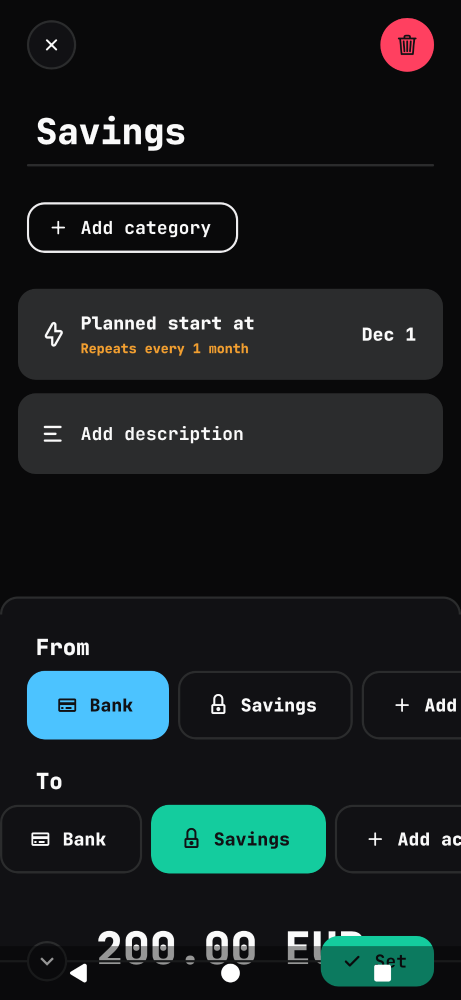 Savings
Add category
Planned start at
Repeats every 1 month
Dec 1
Add description
From
Bank
Savings
Add
To
Bank
Savings
Add ac
200.00 EUR
Set